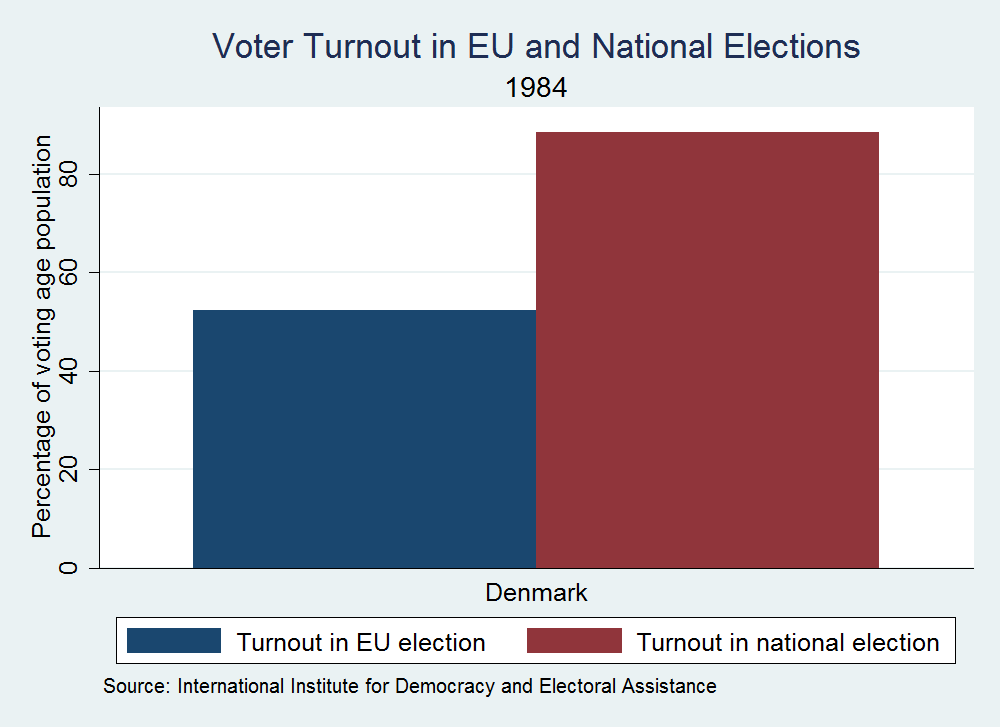 Voter Turnout in EU and National Elections
1984
Percentage of voting age population
80
60
40
20
0
Denmark
Turnout in EU election
Turnout in national election
Source: International Institute for Democracy and Electoral Assistance